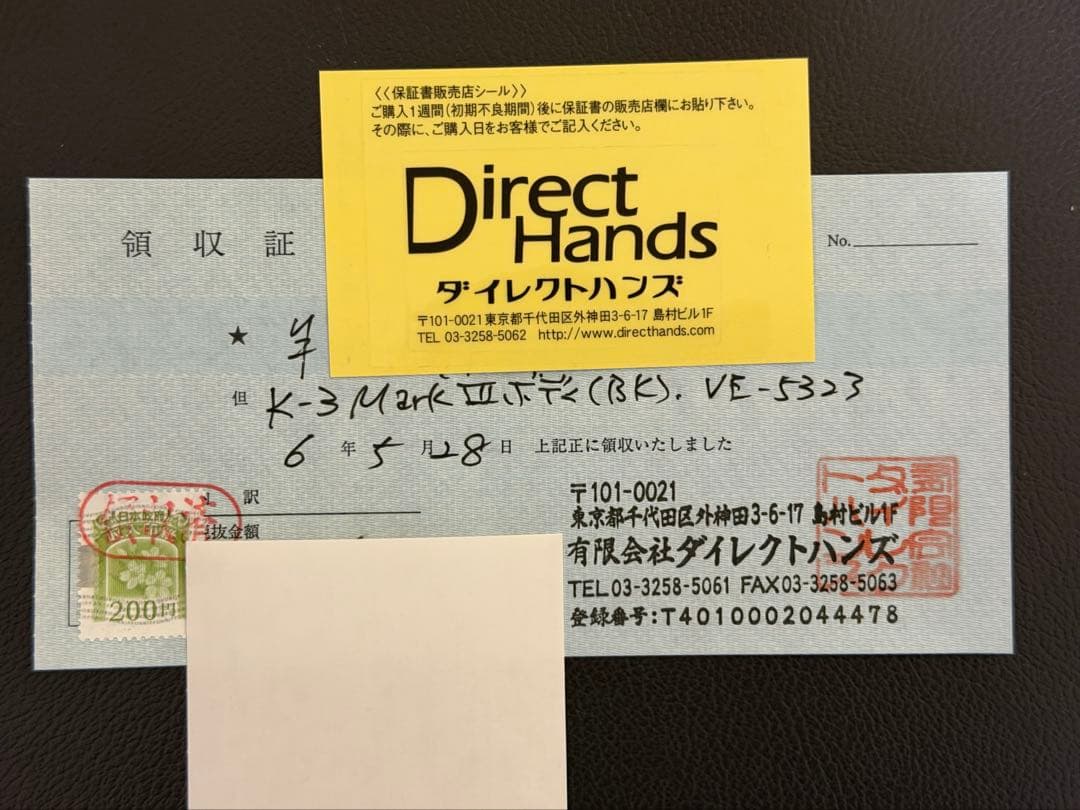 <<保証書販売店シール>>
ご購入1週間(初期不良期間)後に保証書の販売店欄にお貼り下さい。
その際に、ご購入日をお客様でご記入ください。
Direct
Hands
ダイレクトハンズ
〒101-0021 東京都千代田区外神田3-6-17 島村ビル1F
TEL 03-3258-5062 http://www.directhands.com
領収証
No.
★ ¥
但 K-3 Mark III ボディ(BK). VE-5323
6年5月28日 上記正に領収いたしました
訳
抜金額
200円
〒101-0021
東京都千代田区外神田3-6-17 島村ビル1F
有限会社ダイレクトハンズ
TEL 03-3258-5061 FAX03-3258-5063
登録番号:T4010002044478